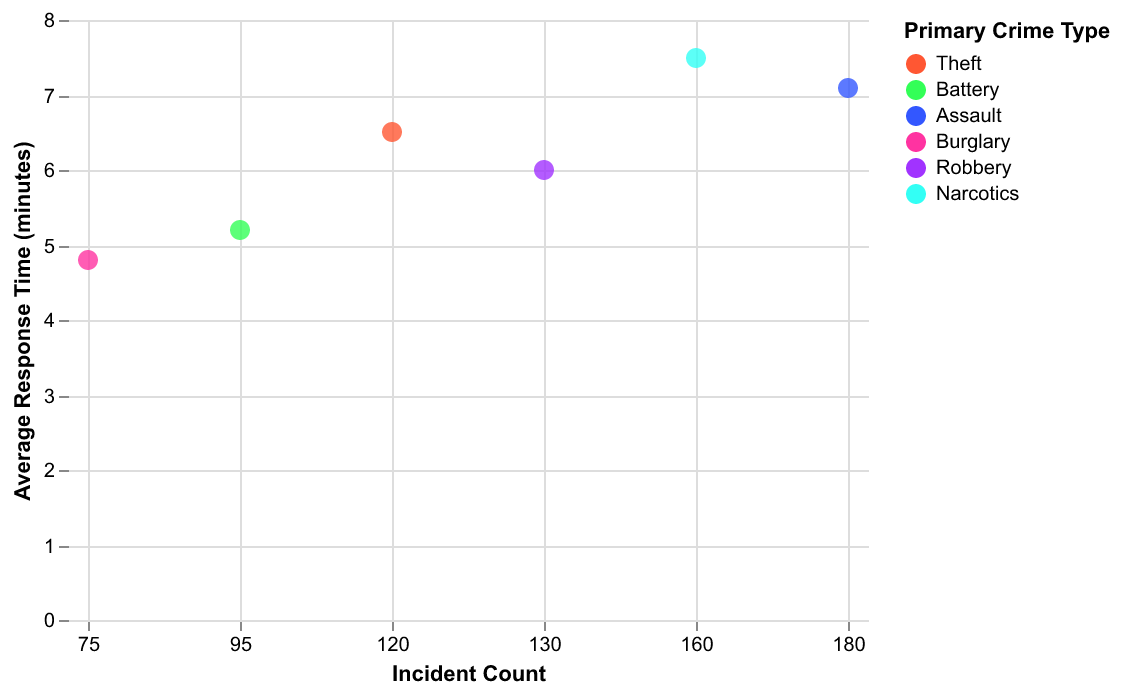 Average Response Time (minutes)
8
7
6
5
4
3
2
1
0
75 95 120 130 160 180
Incident Count
Primary Crime Type
Theft
Battery
Assault
Burglary
Robbery
Narcotics